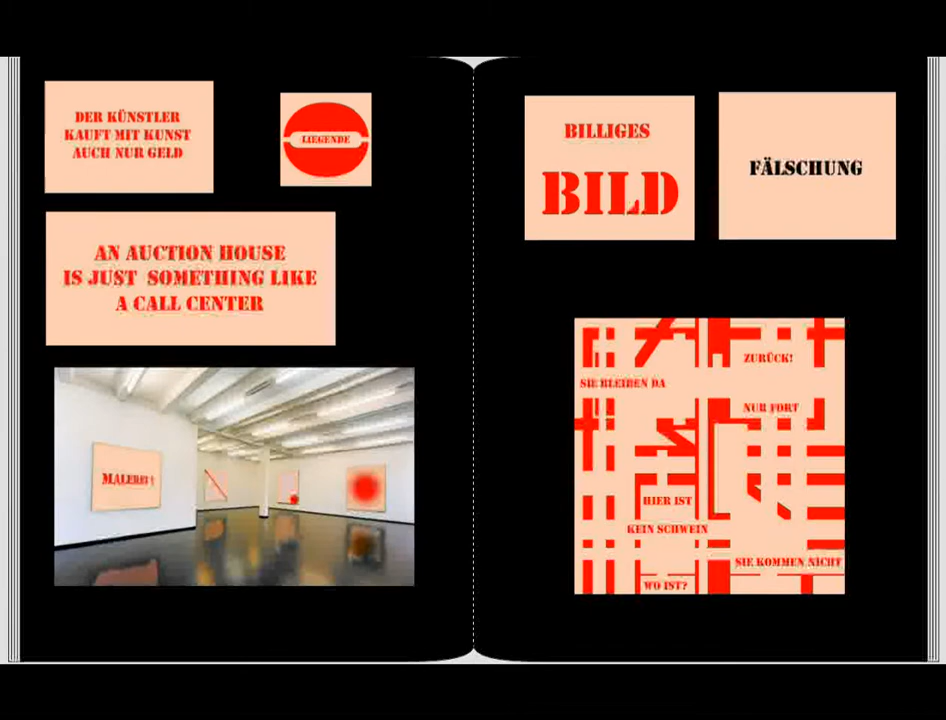 DER KÜNSTLER
KAUFT MIT KUNST
AUCH NUR GELD
LIEGENDE
AN AUCTION HOUSE
IS JUST SOMETHING LIKE
A CALL CENTER
MALEREI
BILLIGES
BILD
FÄLSCHUNG
ZURÜCK!
SIE BLEIBEN DA
NUR FORT
HIER IST
KEIN SCHWEIN
SIE KOMMEN NICHT
WO IST?